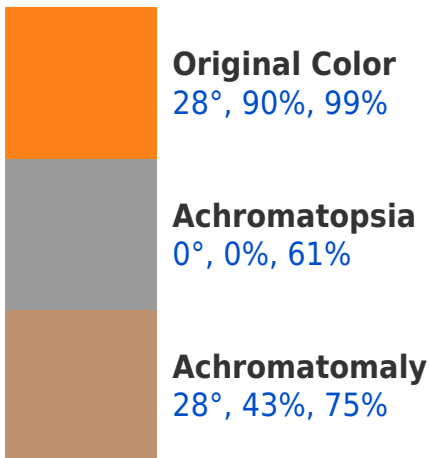 Original Color
28°, 90%, 99%
Achromatopsia
0°, 0%, 61%
Achromatomaly
28°, 43%, 75%